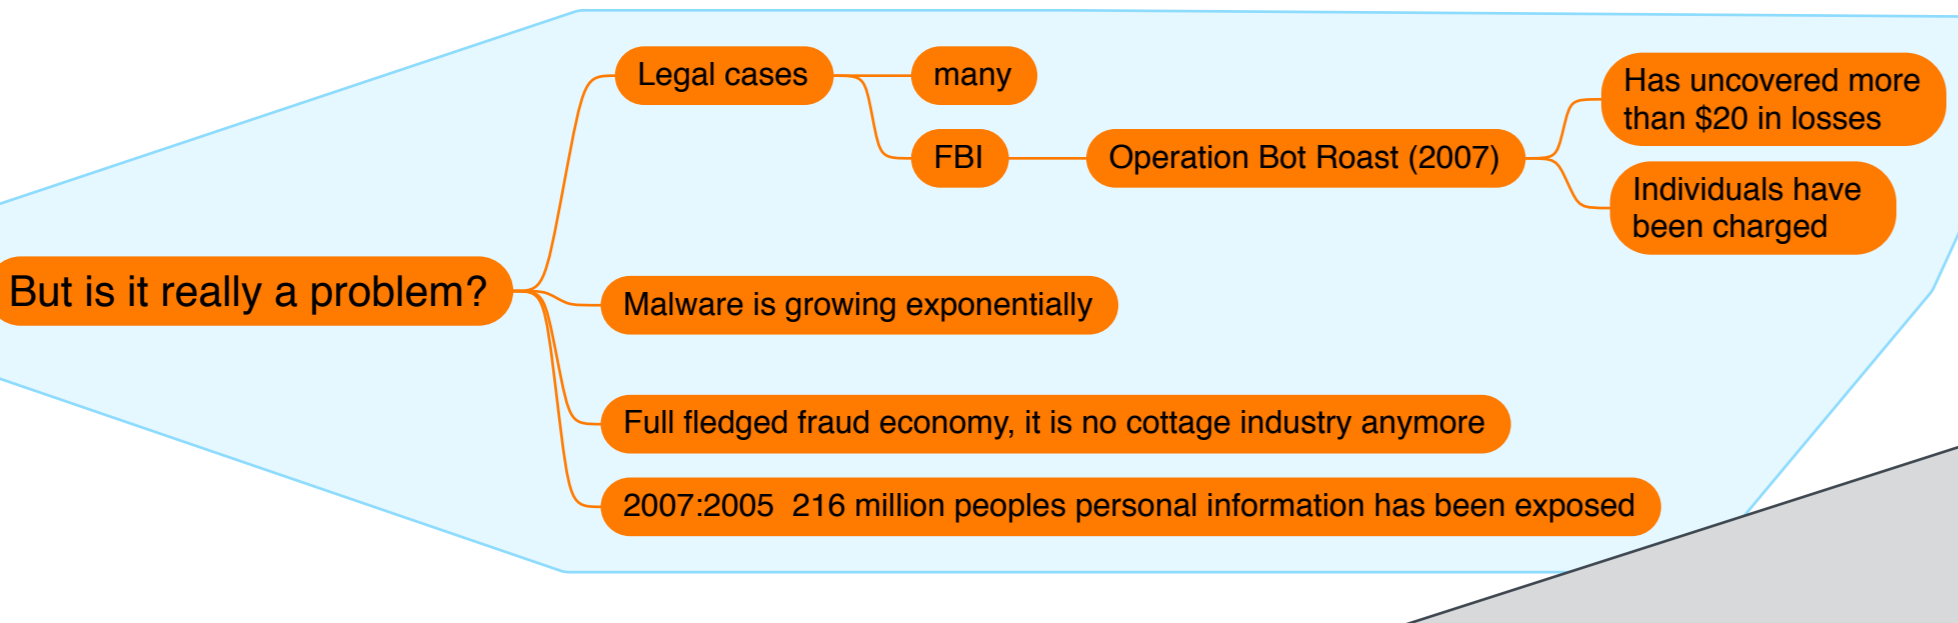 But is it really a problem?
Legal cases
many
FBI
Operation Bot Roast (2007)
Has uncovered more
than $20 in losses
Individuals have
been charged
Malware is growing exponentially
Full fledged fraud economy, it is no cottage industry anymore
2007:2005  216 million peoples personal information has been exposed